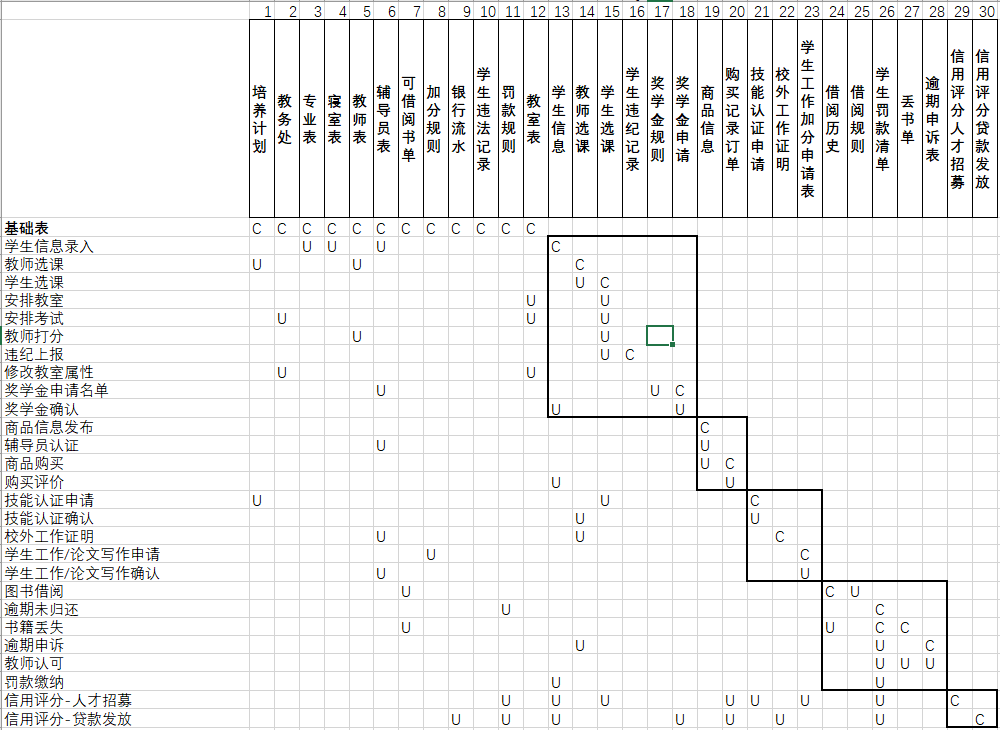 1 2 3 4 5 6 7 8 9 10 11 12 13 14 15 16 17 18 19 20 21 22 23 24 25 26 27 28 29 30
培养计划 教务处 专业表 寝室表 教师表 辅导员表 可借阅书单 加分规则 银行流水 学生违法记录 罚款规则 教室表 学生信息 教师选课 学生选课 学生违纪记录 奖学金规则 奖学金申请 商品信息 购买记录订单 技能认证申请 校外工作证明 学生工作加分申请表 借阅历史 借阅规则 学生罚款清单 丢书单 逾期申诉表 信用评分人才招募 信用评分贷款发放
基础表 C C C C C C C C C C C C
学生信息录入 U U U C
教师选课 U U C
学生选课 U C
安排教室 U U
安排考试 U U U
教师打分 U U
违纪上报 U C
修改教室属性 U U
奖学金申请名单 U U C
奖学金确认 U U
商品信息发布 C
辅导员认证 U U
商品购买 U C
购买评价 U U
技能认证申请 U U C
技能认证确认 U U
校外工作证明 U U C
学生工作/论文写作申请 U C
学生工作/论文写作确认 U U
图书借阅 U C U
逾期未归还 U C
书籍丢失 U U C C
逾期申诉 U U C
教师认可 U U U
罚款缴纳 U U
信用评分-人才招募 U U U U U U U C
信用评分-贷款发放 U U U U U U U C